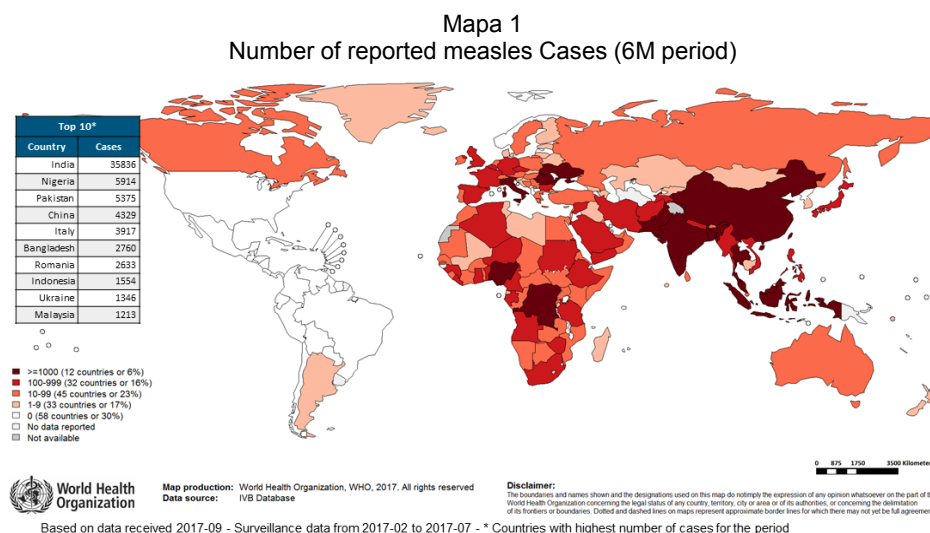 Mapa 1
Number of reported measles Cases (6M period)
Top 10*
Country Cases
India 35836
Nigeria 5914
Pakistan 5375
China 4329
Italy 3917
Bangladesh 2760
Romania 2633
Indonesia 1554
Ukraine 1346
Malaysia 1213
>=1000 (12 countries or 6%)
100-999 (32 countries or 16%)
10-99 (45 countries or 23%)
1-9 (33 countries or 17%)
0 (58 countries or 30%)
No data reported
Not available
0 875 1750 3500 Kilometer
World Health
Organization
Map production: World Health Organization, WHO, 2017. All rights reserved
Data source: IVB Database
Disclaimer:
The boundaries and names shown and the designations used on this map do notimply the expression of any opinion whatsoever on the part of th
World Health Organization concerning the legal status of any country, territory, city or area or of its authorities, or concerning the delimitation
of its frontiers or boundaries. Dotted and dashed lines on maps represent approximate border lines for which there may not yet be full agreemen
Based on data received 2017-09 - Surveillance data from 2017-02 to 2017-07 - * Countries with highest number of cases for the period